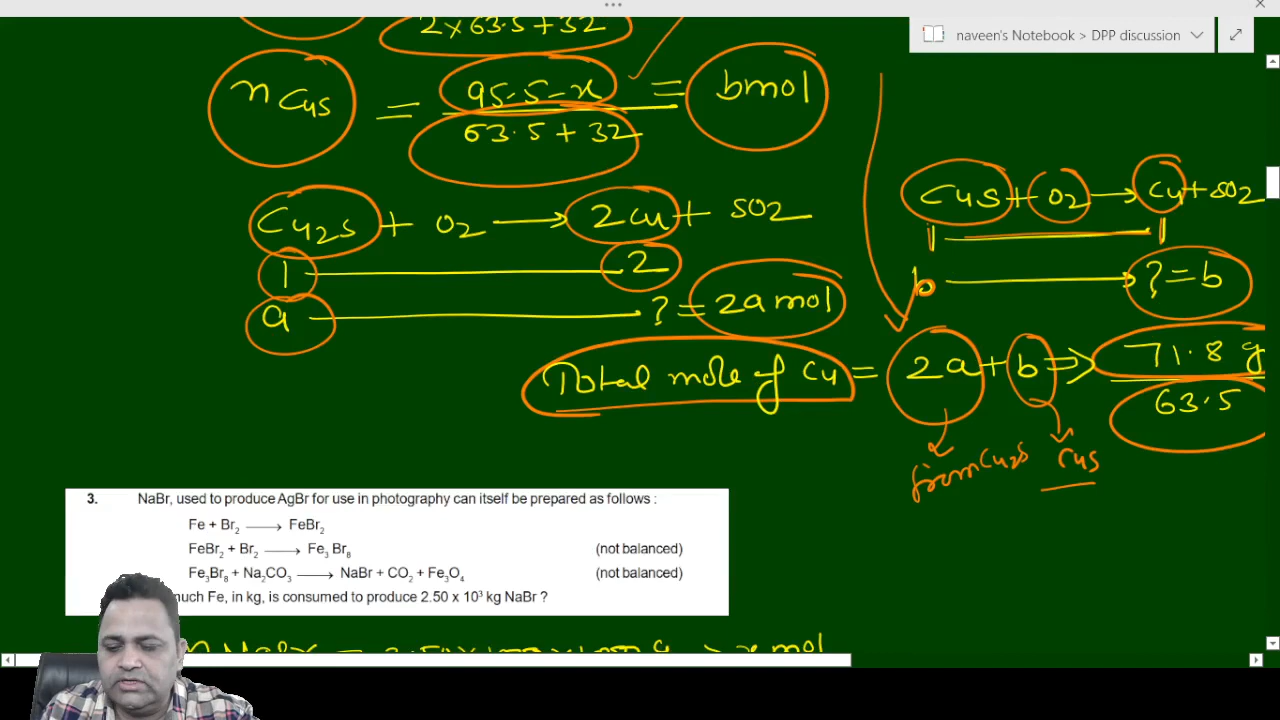 naveen's Notebook > DPP discussion
2 x 63.5 + 32
n CuS = 95.5 - x / 63.5 + 32 = b mol
Cu2S + O2 → 2Cu + SO2
1 2
a ? = 2a mol
CuS + O2 → Cu + SO2
1 1
b ? = b
Total mole of Cu = 2a + b ⇒ 71.8 g / 63.5
from Cu2S CuS
3. NaBr, used to produce AgBr for use in photography can itself be prepared as follows :
Fe + Br2 ⟶ FeBr2
FeBr2 + Br2 ⟶ Fe3 Br8 (not balanced)
Fe3Br8 + Na2CO3 ⟶ NaBr + CO2 + Fe3O4 (not balanced)
much Fe, in kg, is consumed to produce 2.50 x 10³ kg NaBr ?
mol